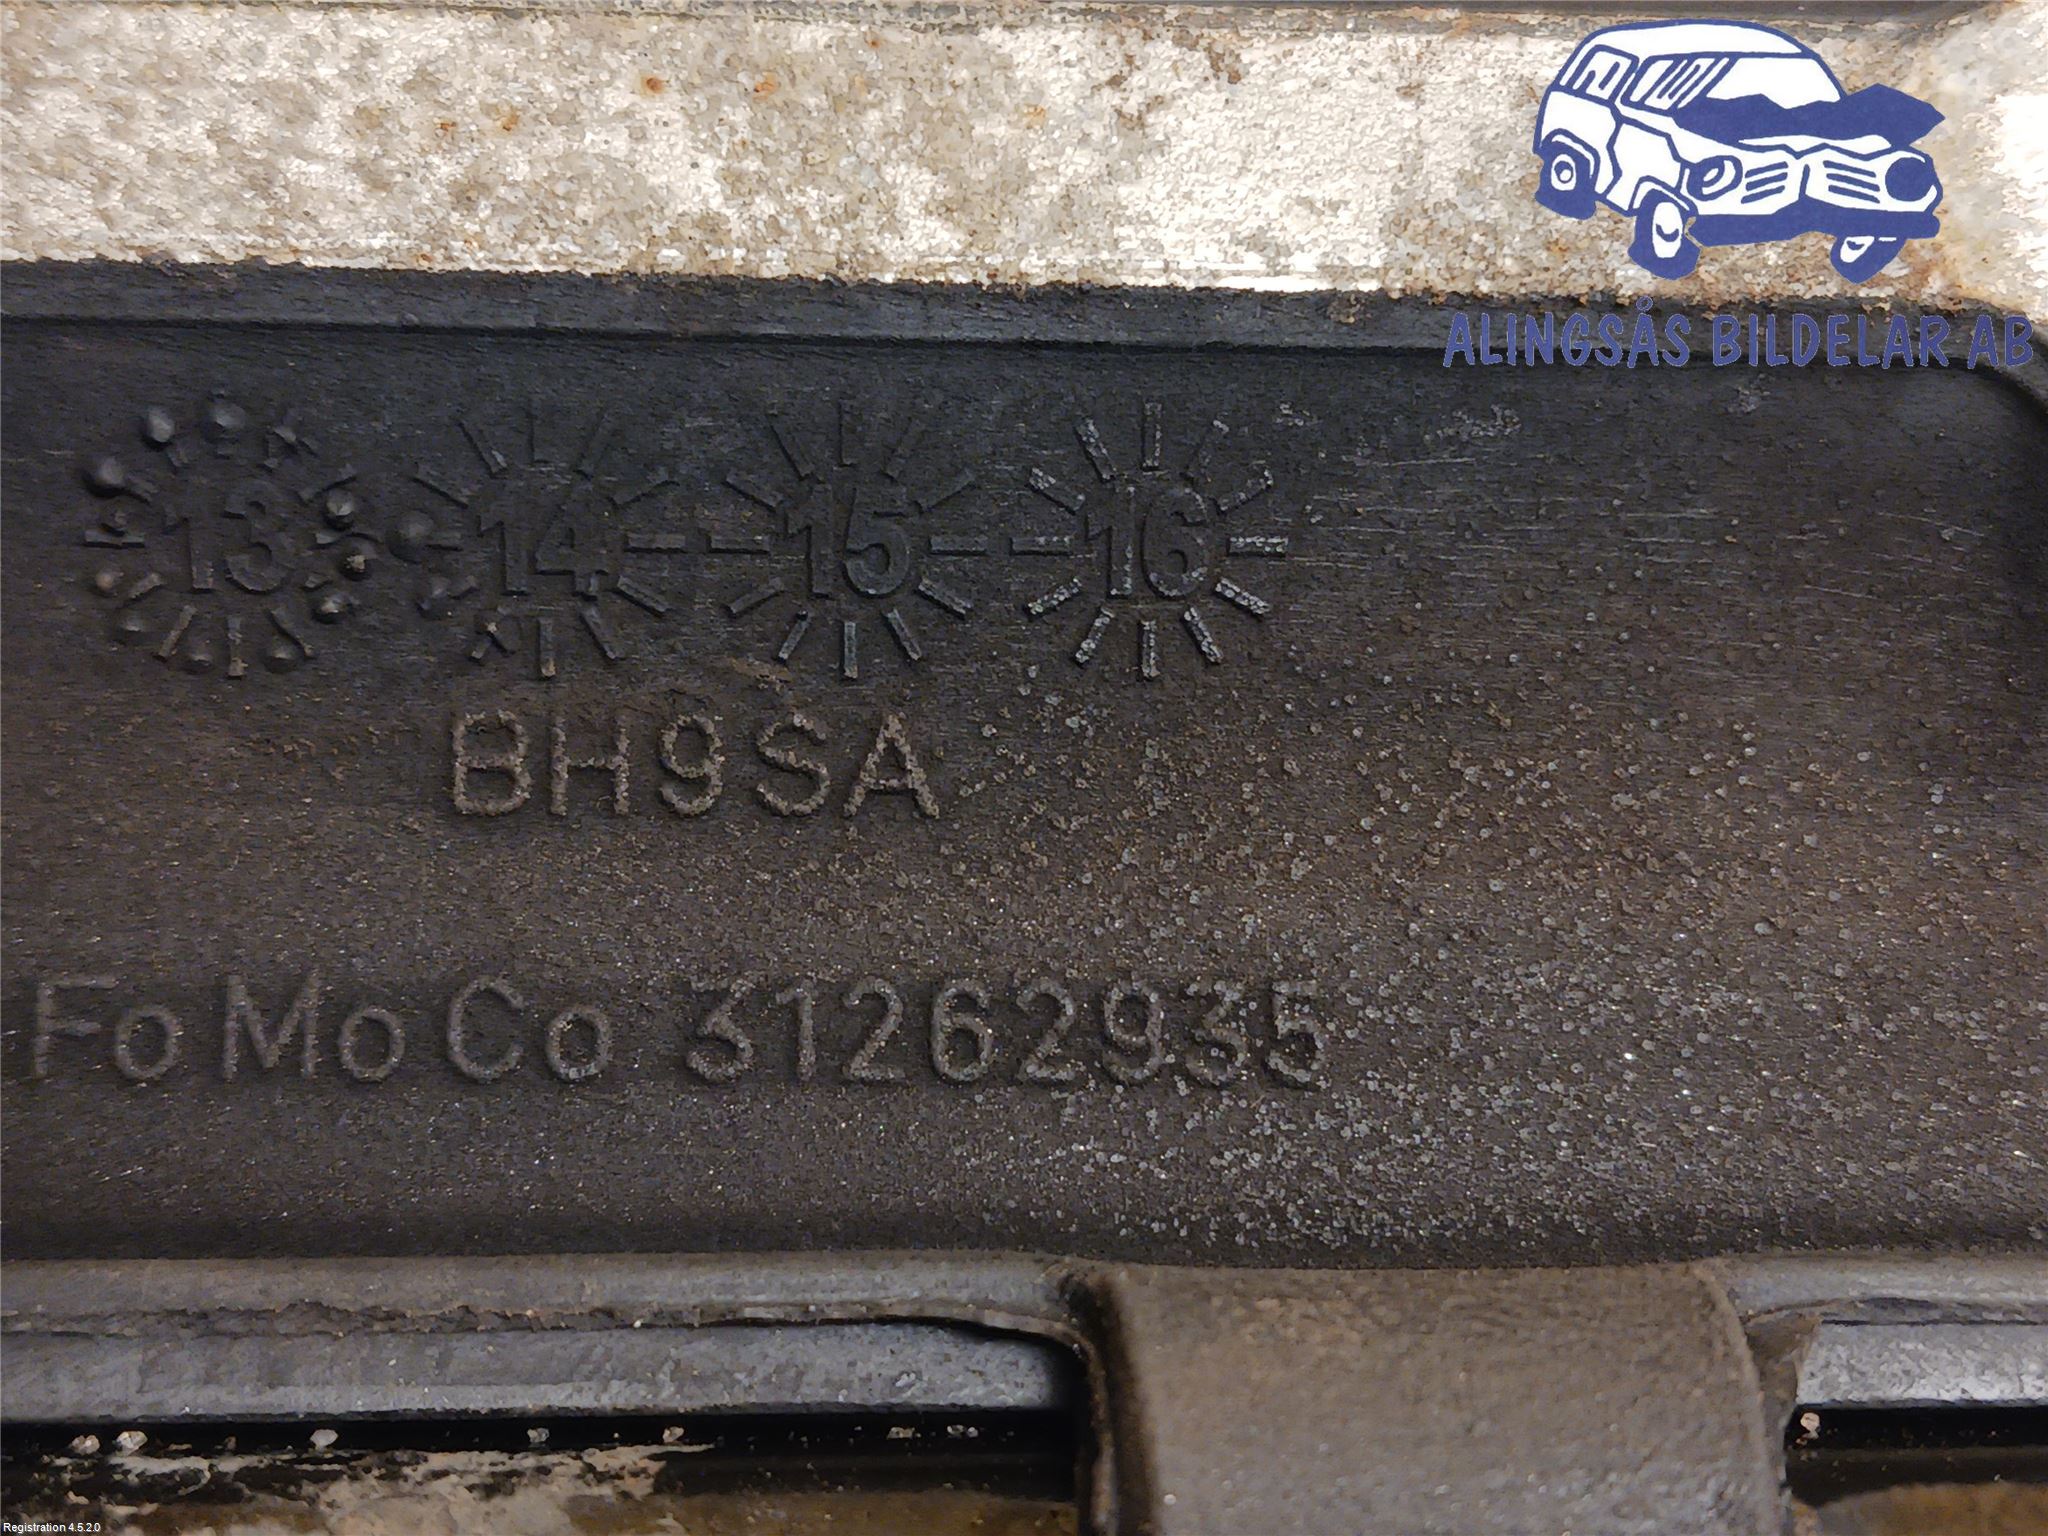 ALINGSÅS BILDELAR AB
13 14 15 16
BH9SA
FoMoCo 31262935
Registration 4.5.2.0